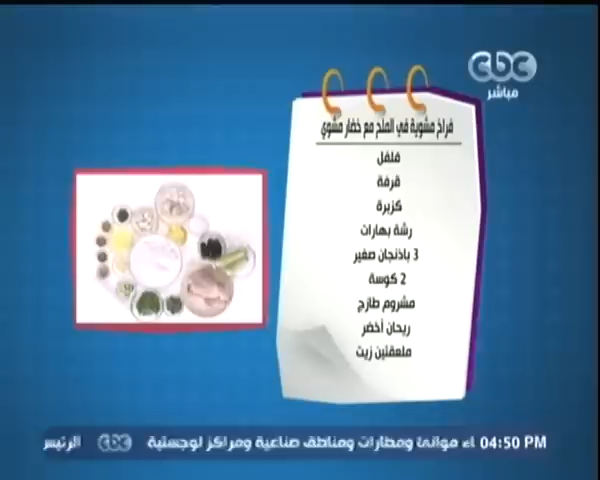 cbc
مباشر
فراخ مشوية في الملح مع خضار مشوي
فلفل
قرفة
كزبرة
رشة بهارات
3 باذنجان صغير
2 كوسة
مشروم طازج
ريحان أخضر
ملعقتين زيت
04:50 PM اء موانئ ومطارات ومناطق صناعية ومراكز لوجستية cbc الرئيس